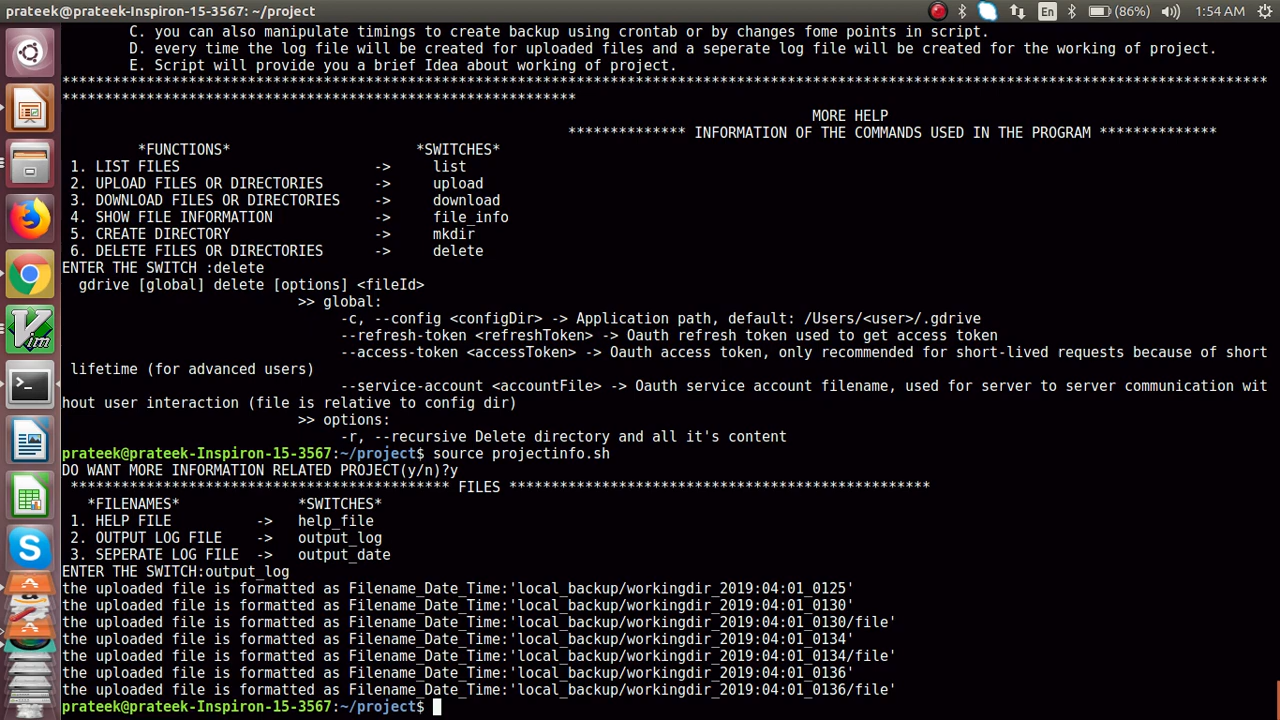 prateek@prateek-Inspiron-15-3567: ~/project
En
(86%)
1:54 AM
C. you can also manipulate timings to create backup using crontab or by changes fome points in script.
D. every time the log file will be created for uploaded files and a seperate log file will be created for the working of project.
E. Script will provide you a brief Idea about working of project.
***********************************************************************************************************************************************
*************************************************************
MORE HELP
************** INFORMATION OF THE COMMANDS USED IN THE PROGRAM **************
*FUNCTIONS* *SWITCHES*
1. LIST FILES -> list
2. UPLOAD FILES OR DIRECTORIES -> upload
3. DOWNLOAD FILES OR DIRECTORIES -> download
4. SHOW FILE INFORMATION -> file_info
5. CREATE DIRECTORY -> mkdir
6. DELETE FILES OR DIRECTORIES -> delete
ENTER THE SWITCH :delete
gdrive [global] delete [options] <fileId>
>> global:
-c, --config <configDir> -> Application path, default: /Users/<user>/.gdrive
--refresh-token <refreshToken> -> Oauth refresh token used to get access token
--access-token <accessToken> -> Oauth access token, only recommended for short-lived requests because of short
lifetime (for advanced users)
--service-account <accountFile> -> Oauth service account filename, used for server to server communication wit
hout user interaction (file is relative to config dir)
>> options:
-r, --recursive Delete directory and all it's content
prateek@prateek-Inspiron-15-3567:~/project$ source projectinfo.sh
DO WANT MORE INFORMATION RELATED PROJECT(y/n)?y
********************************************* FILES **************************************************
*FILENAMES* *SWITCHES*
1. HELP FILE -> help_file
2. OUTPUT LOG FILE -> output_log
3. SEPERATE LOG FILE -> output_date
ENTER THE SWITCH:output_log
the uploaded file is formatted as Filename_Date_Time:'local_backup/workingdir_2019:04:01_0125'
the uploaded file is formatted as Filename_Date_Time:'local_backup/workingdir_2019:04:01_0130'
the uploaded file is formatted as Filename_Date_Time:'local_backup/workingdir_2019:04:01_0130/file'
the uploaded file is formatted as Filename_Date_Time:'local_backup/workingdir_2019:04:01_0134'
the uploaded file is formatted as Filename_Date_Time:'local_backup/workingdir_2019:04:01_0134/file'
the uploaded file is formatted as Filename_Date_Time:'local_backup/workingdir_2019:04:01_0136'
the uploaded file is formatted as Filename_Date_Time:'local_backup/workingdir_2019:04:01_0136/file'
prateek@prateek-Inspiron-15-3567:~/project$